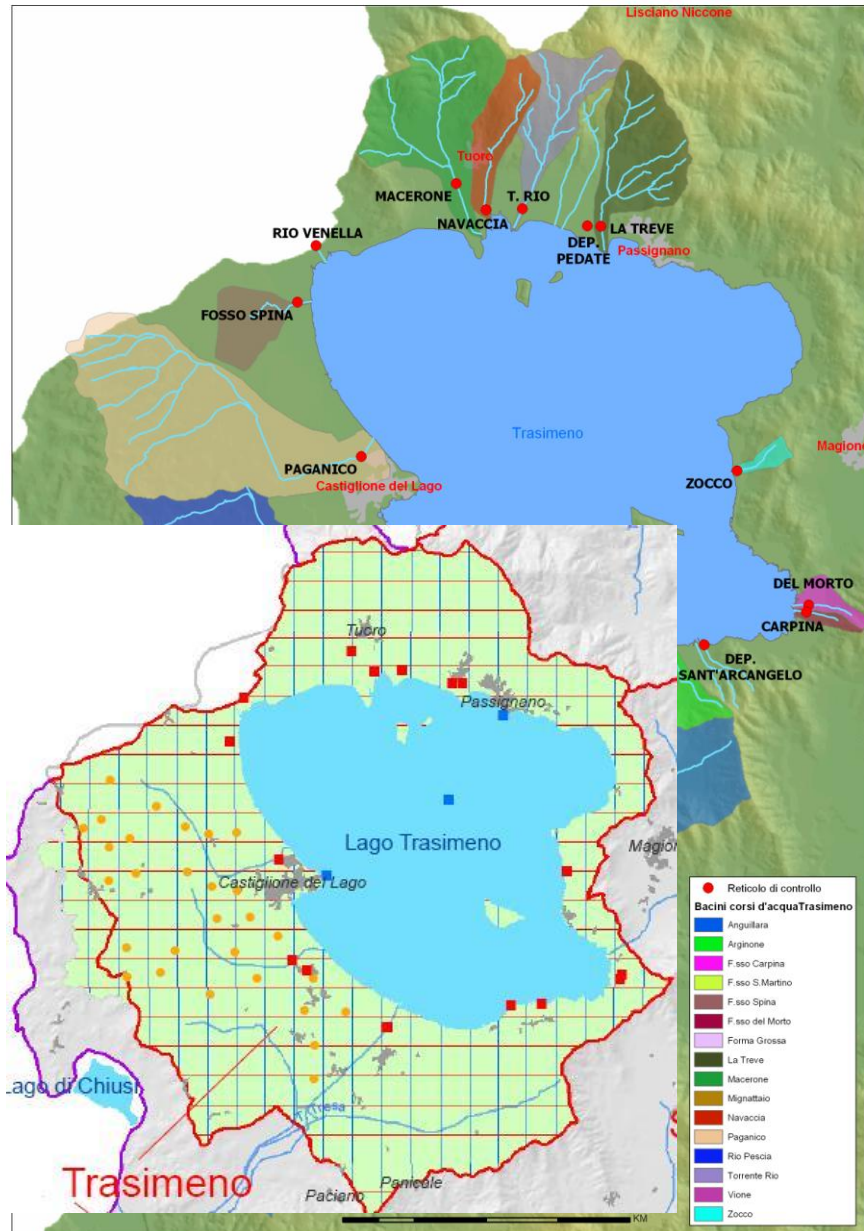 Lisciano Niccone
Tuoro
MACERONE
T. RIO
NAVACCIA
LA TREVE
RIO VENELLA
DEP.
PEDATE
Passignano
FOSSO SPINA
Trasimeno
Magione
PAGANICO
Castiglione del Lago
ZOCCO
DEL MORTO
CARPINA
DEP.
SANT'ARCANGELO
Tuoro
Passignano
Lago Trasimeno
Magion
Castiglione del Lago
Lago di Chiusi
T. Tresa
Trasimeno
Panicale
Paciano
KM
Reticolo di controllo
Bacini corsi d'acquaTrasimeno
Anguillara
Arginone
F.sso Carpina
F.sso S.Martino
F.sso Spina
F.sso del Morto
Forma Grossa
La Treve
Macerone
Mignattaio
Navaccia
Paganico
Rio Pescia
Torrente Rio
Vione
Zocco